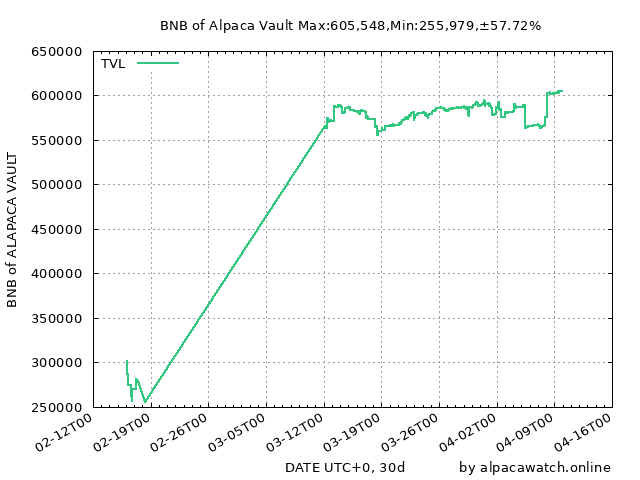 BNB of Alpaca Vault Max:605,548,Min:255,979,±57.72%
TVL
650000
600000
550000
500000
450000
400000
350000
300000
250000
BNB of ALAPACA VAULT
02-12T00
02-19T00
02-26T00
03-05T00
03-12T00
03-19T00
03-26T00
04-02T00
04-09T00
04-16T00
DATE UTC+0, 30d
by alpacawatch.online